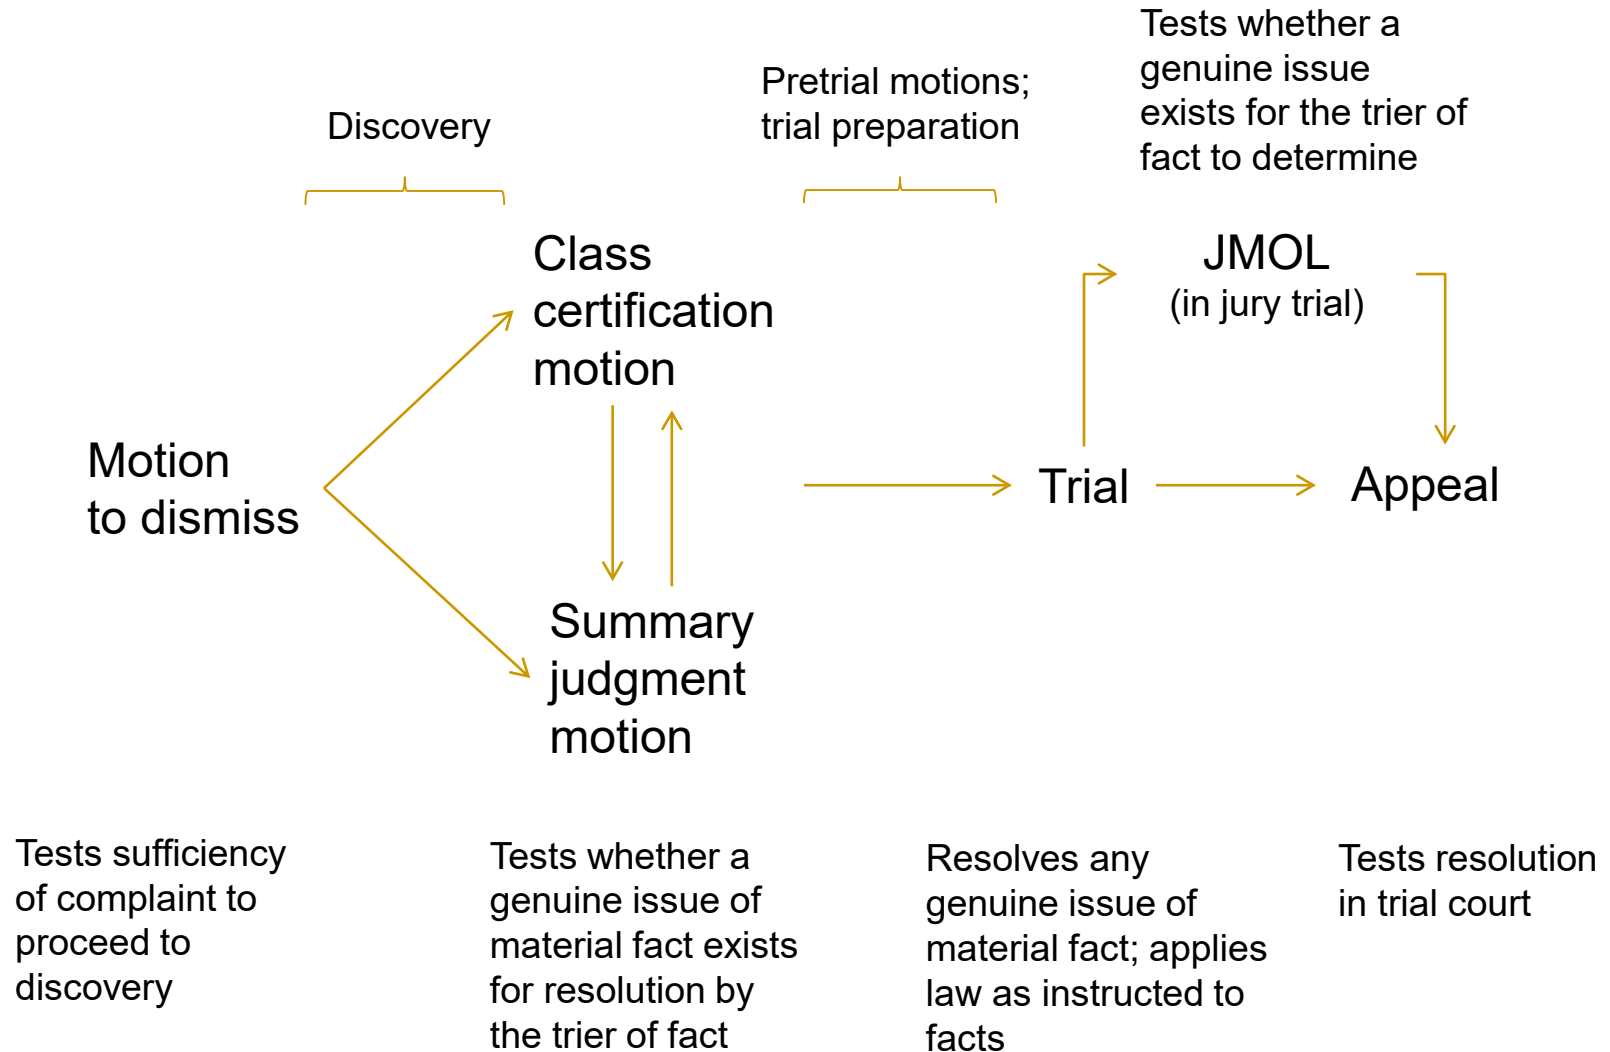 Discovery
Pretrial motions;
trial preparation
Tests whether a
genuine issue
exists for the trier of
fact to determine
Class
certification
motion
JMOL
(in jury trial)
Motion
to dismiss
Trial
Appeal
Summary
judgment
motion
Tests sufficiency
of complaint to
proceed to
discovery
Tests whether a
genuine issue of
material fact exists
for resolution by
the trier of fact
Resolves any
genuine issue of
material fact; applies
law as instructed to
facts
Tests resolution
in trial court